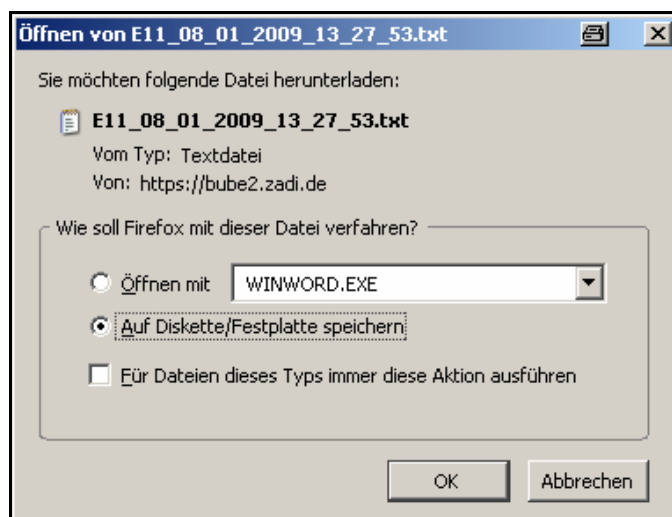 Öffnen von E11_08_01_2009_13_27_53.txt
Sie möchten folgende Datei herunterladen:
E11_08_01_2009_13_27_53.txt
Vom Typ: Textdatei
Von: https://bube2.zadi.de
Wie soll Firefox mit dieser Datei verfahren?
Öffnen mit WINWORD.EXE
Auf Diskette/Festplatte speichern
Für Dateien dieses Typs immer diese Aktion ausführen
OK Abbrechen